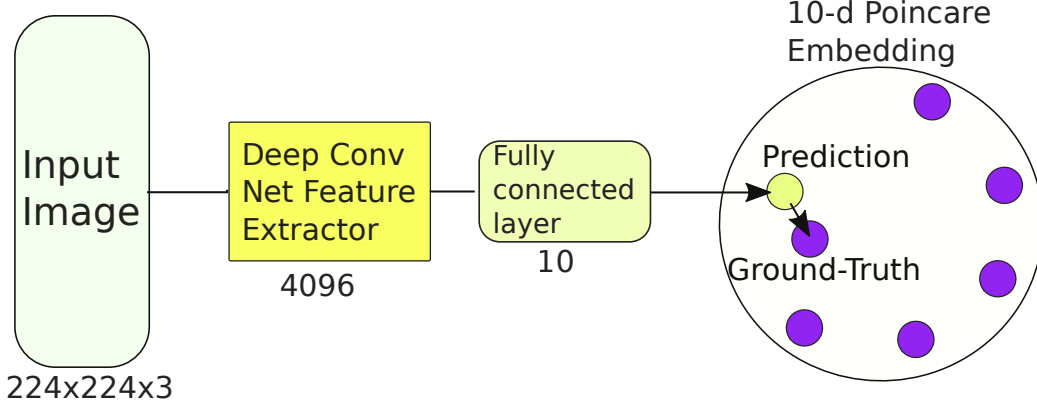 Input
Image
224x224x3
Deep Conv
Net Feature
Extractor
4096
Fully
connected
layer
10
10-d Poincare
Embedding
Prediction
Ground-Truth